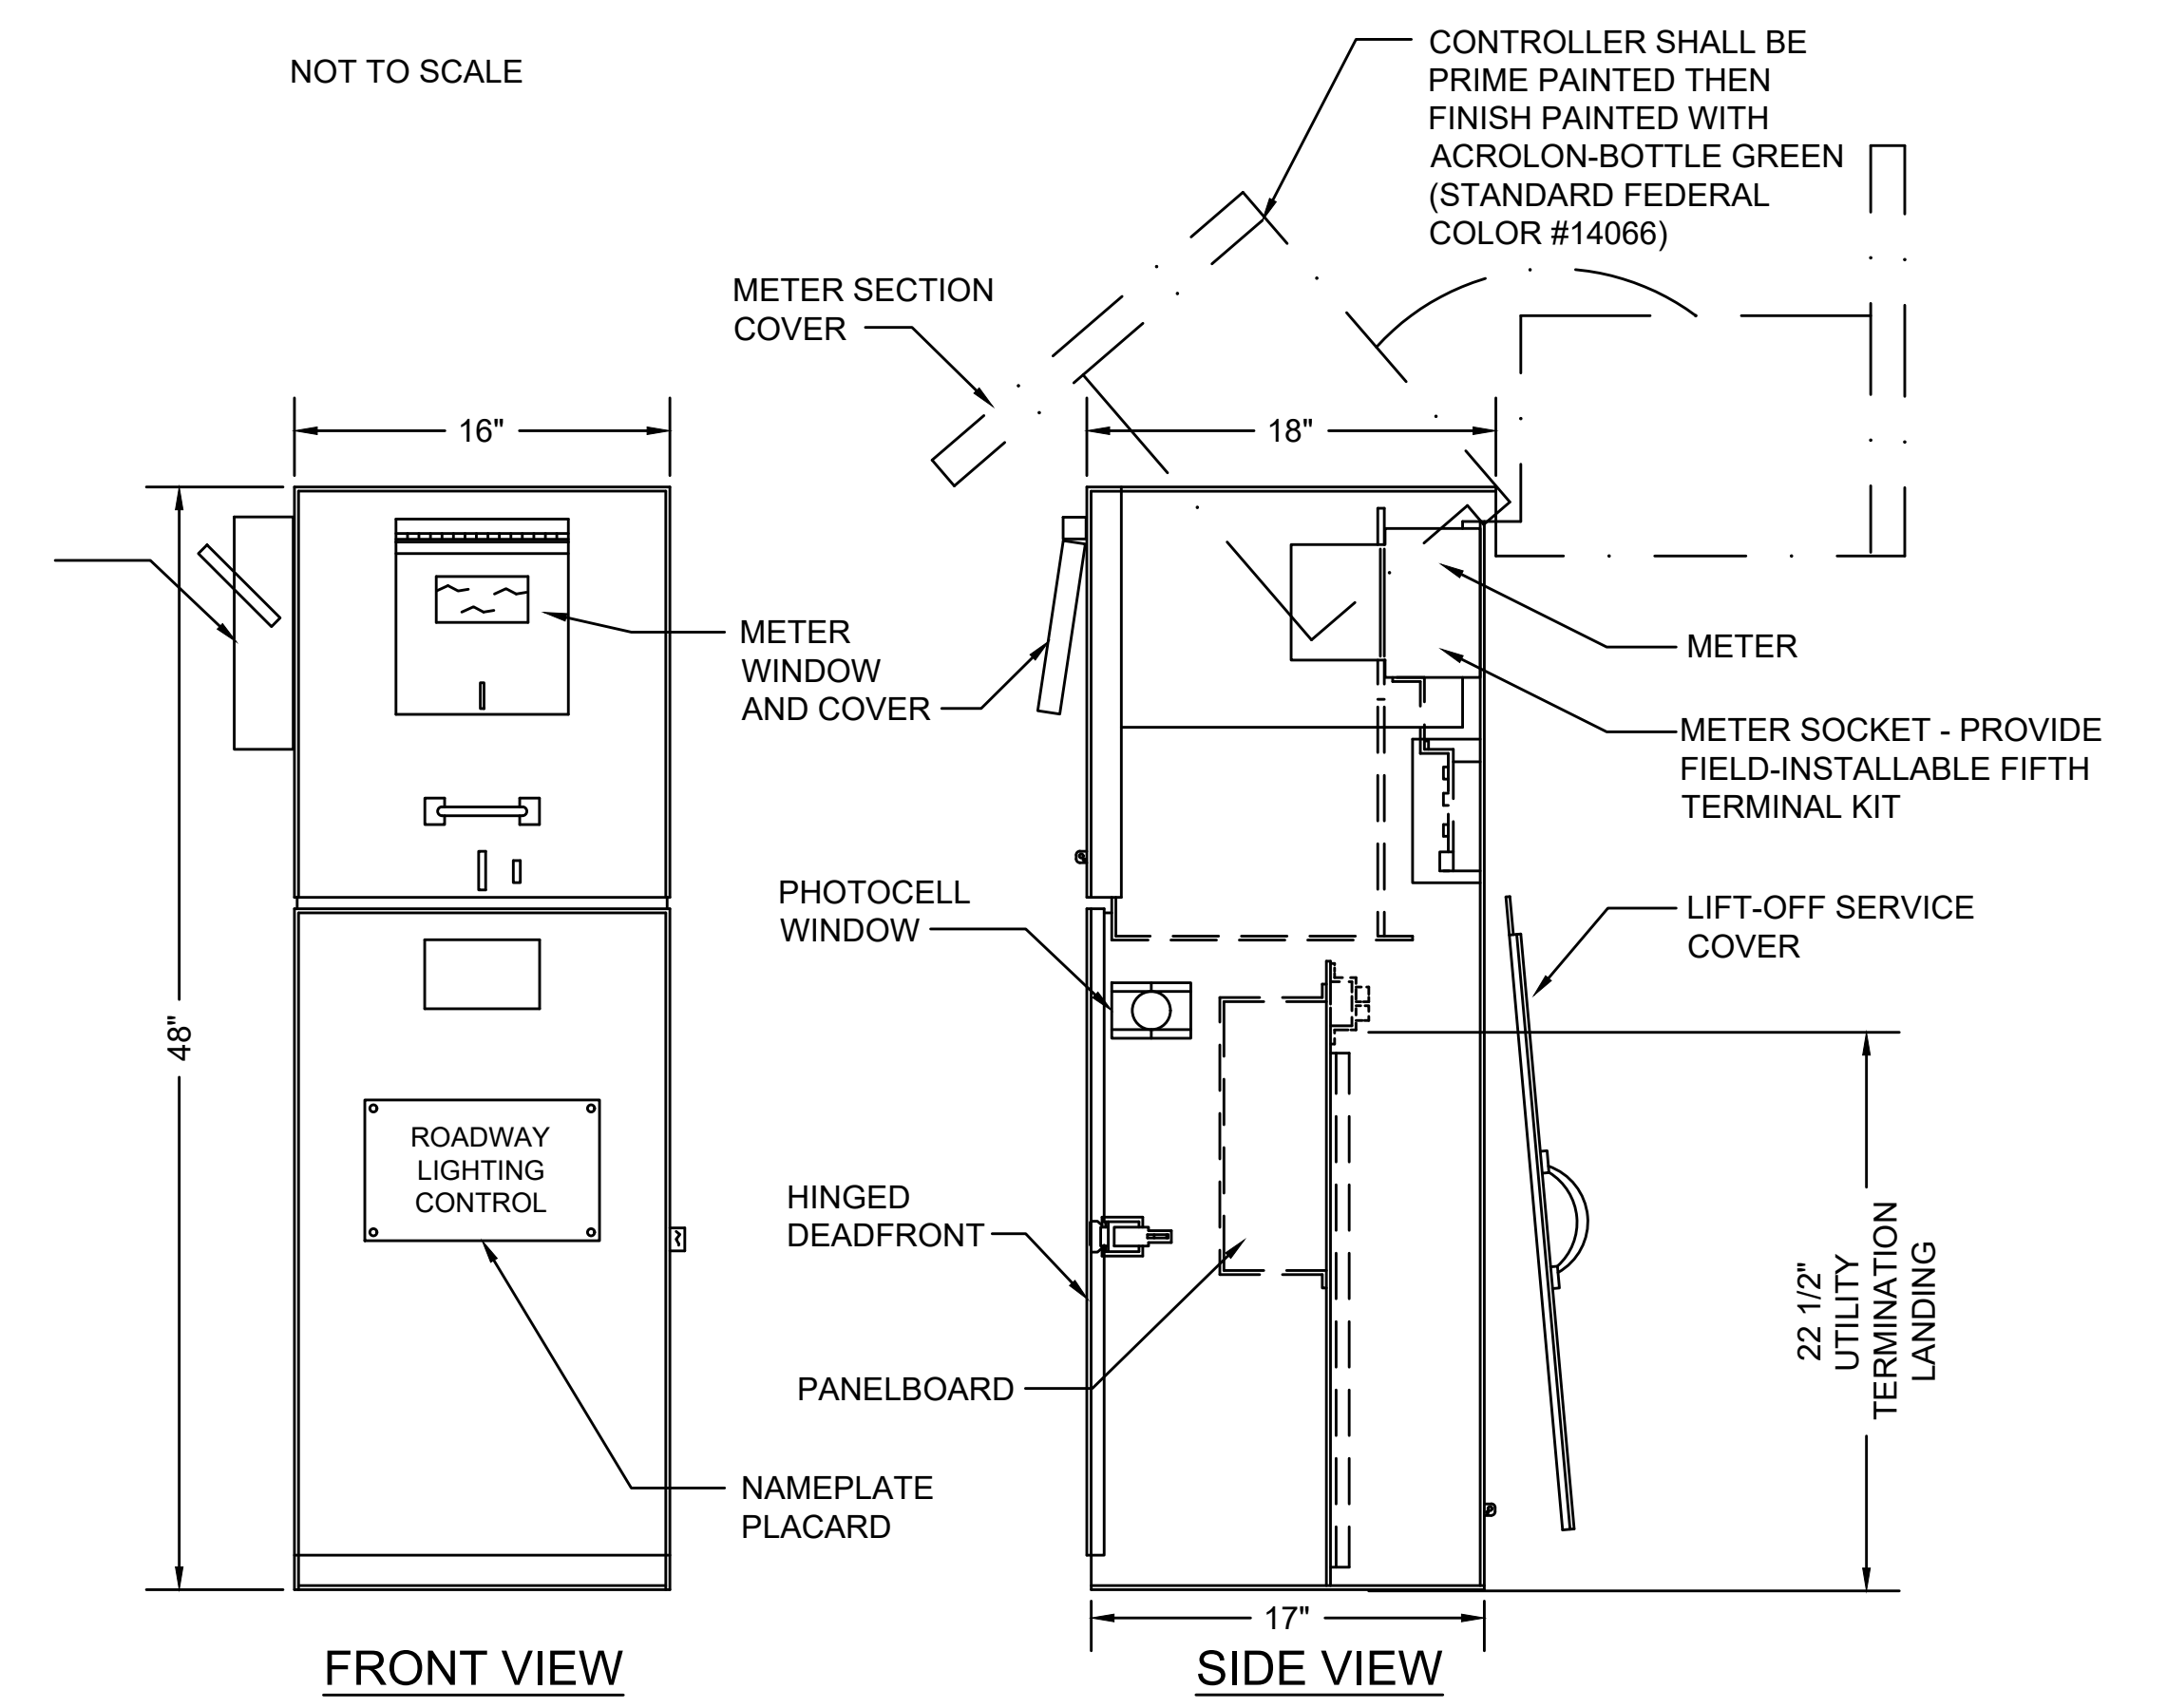 NOT TO SCALE
CONTROLLER SHALL BE
PRIME PAINTED THEN
FINISH PAINTED WITH
ACROLON-BOTTLE GREEN
(STANDARD FEDERAL
COLOR #14066)
METER SECTION
COVER
16"
18"
METER
WINDOW
AND COVER
METER
METER SOCKET - PROVIDE
FIELD-INSTALLABLE FIFTH
TERMINAL KIT
PHOTOCELL
WINDOW
LIFT-OFF SERVICE
COVER
48"
ROADWAY
LIGHTING
CONTROL
HINGED
DEADFRONT
22 1/2"
UTILITY
TERMINATION
LANDING
PANELBOARD
NAMEPLATE
PLACARD
17"
FRONT VIEW
SIDE VIEW